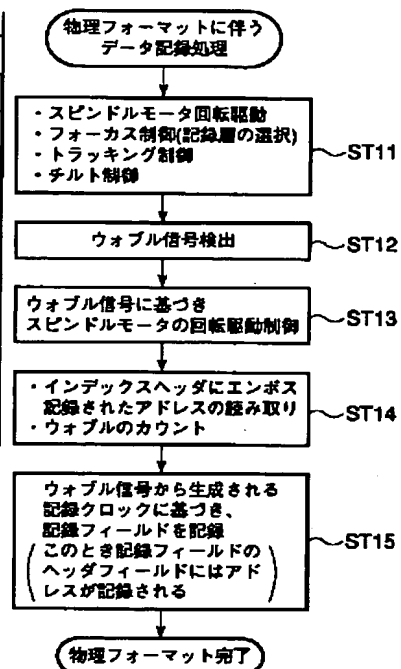 物理フォーマットに伴う
データ記録処理
・スピンドルモータ回転駆動
・フォーカス制御(記録層の選択)
・トラッキング制御
・チルト制御
ST11
ウォブル信号検出
ST12
ウォブル信号に基づき
スピンドルモータの回転駆動制御
ST13
・インデックスヘッダにエンボス
記録されたアドレスの読み取り
・ウォブルのカウント
ST14
ウォブル信号から生成される
記録クロックに基づき、
記録フィールドを記録
(このとき記録フィールドの
ヘッダフィールドにはアド
レスが記録される)
ST15
物理フォーマット完了